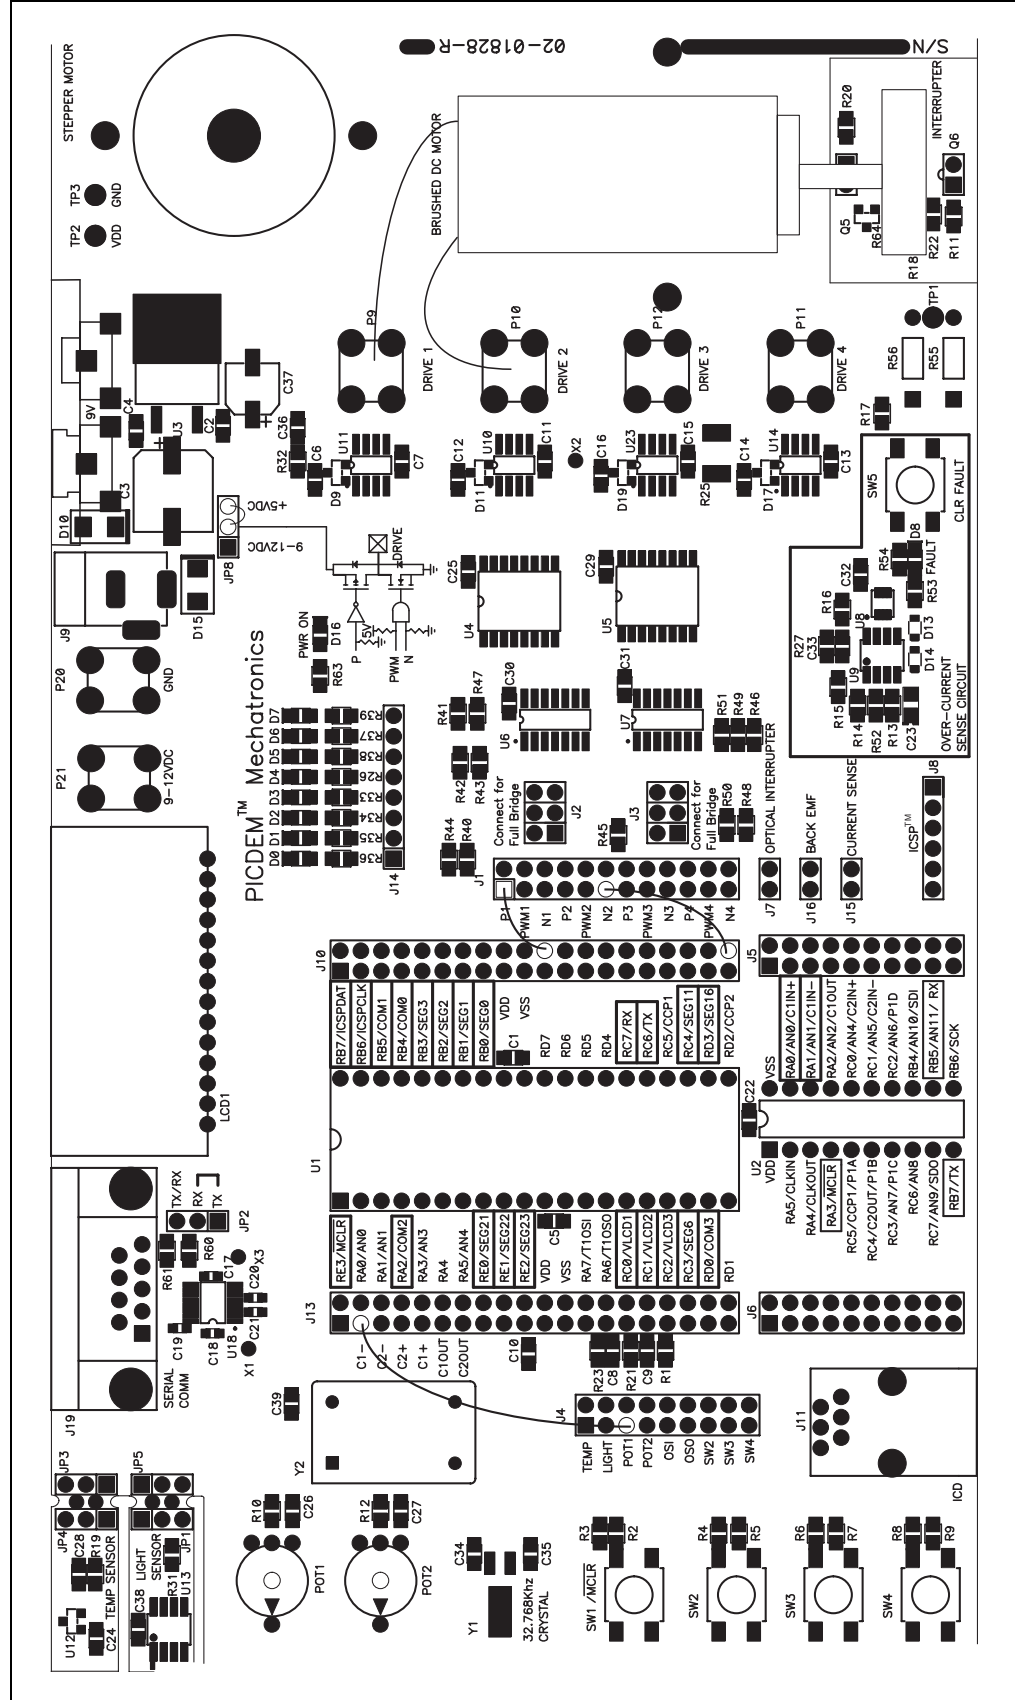 STEPPER MOTOR
02-01828-R
S/N
TP3
GND
TP2
VDD
BRUSHED DC MOTOR
R20
INTERRUPTER
Q6
Q5
R64
R22
R11
R18
P9
DRIVE 1
P10
DRIVE 2
P12
DRIVE 3
P11
DRIVE 4
TP1
R56
R55
R17
9V
C4
U3
C2
C37
C3
D10
+5VDC
9-12VDC
JP8
C36
R32
C6
U11
C7
D9
C12
U10
C11
D11
X2
C16
U23
C15
D19
R25
C14
U14
C13
D17
SW5
CLR FAULT
D8
FAULT
R54
R53
C32
R16
U8
R27
C33
U9
D13
D14
R15
R14
R52
R13
C23
OVER-CURRENT
SENSE CIRCUIT
J9
D15
P20
GND
P21
9-12VDC
PWR ON
D16
R63
DRIVE
5V
P
PWM
N
C25
U4
C29
U5
C30
U6
C31
U7
R41
R47
R42
R43
R44
R40
R51
R49
R46
R50
R48
R45
PICDEM™ Mechatronics
D7
D6
D5
D4
D3
D2
D1
D0
R39
R37
R38
R26
R33
R34
R35
R36
J14
Connect for
Full Bridge
J2
Connect for
Full Bridge
J3
OPTICAL INTERRUPTER
J7
BACK EMF
J16
CURRENT SENSE
J15
ICSP™
J8
J1
P1
PWM1
N1
P2
PWM2
N2
P3
PWM3
N3
P4
PWM4
N4
LCD1
J10
RB7/ICSPDAT
RB6/ICSPCLK
RB5/COM1
RB4/COM0
RB3/SEG3
RB2/SEG2
RB1/SEG1
RB0/SEG0
VDD
VSS
C1
RD7
RD6
RD5
RD4
RC7/RX
RC6/TX
RC5/CCP1
RC4/SEG11
RD3/SEG16
RD2/CCP2
J5
VSS
RA0/AN0/C1IN+
RA1/AN1/C1IN-
RA2/AN2/C1OUT
RC0/AN4/C2IN+
RC1/AN5/C2IN-
RC2/AN6/P1D
RB4/AN10/SDI
RB5/AN11/ RX
RB6/SCK
C22
U1
U2
VDD
RA5/CLKIN
RA4/CLKOUT
RA3/MCLR
RC5/CCP1/P1A
RC4/C2OUT/P1B
RC3/AN7/P1C
RC6/AN8
RC7/AN9/SDO
RB7/TX
RE3/MCLR
RA0/AN0
RA1/AN1
RA2/COM2
RA3/AN3
RA4
RA5/AN4
RE0/SEG21
RE1/SEG22
RE2/SEG23
VDD
C5
VSS
RA7/T1OSI
RA6/T1OSO
RC0/VLCD1
RC1/VLCD2
RC2/VLCD3
RC3/SEG6
RD0/COM3
RD1
J13
J6
TX/RX
RX
TX
JP2
R61
R60
C17
X3
C20
C21
C19
C18
U18
X1
SERIAL
COMM
J19
C1-
C2-
C2+
C1+
C1OUT
C2OUT
C10
R23
C8
R21
C9
R1
C39
Y2
J4
TEMP
LIGHT
POT1
POT2
OSI
OSO
SW2
SW3
SW4
J11
ICD
JP3
JP5
JP4
C28
R19
TEMP SENSOR
U12
C24
LIGHT
SENSOR
JP1
R31
U13
C38
R10
C26
POT1
R12
C27
POT2
C34
C35
Y1
32.768Khz
CRYSTAL
R3
R2
SW1 /MCLR
R4
R5
SW2
R6
R7
SW3
R8
R9
SW4